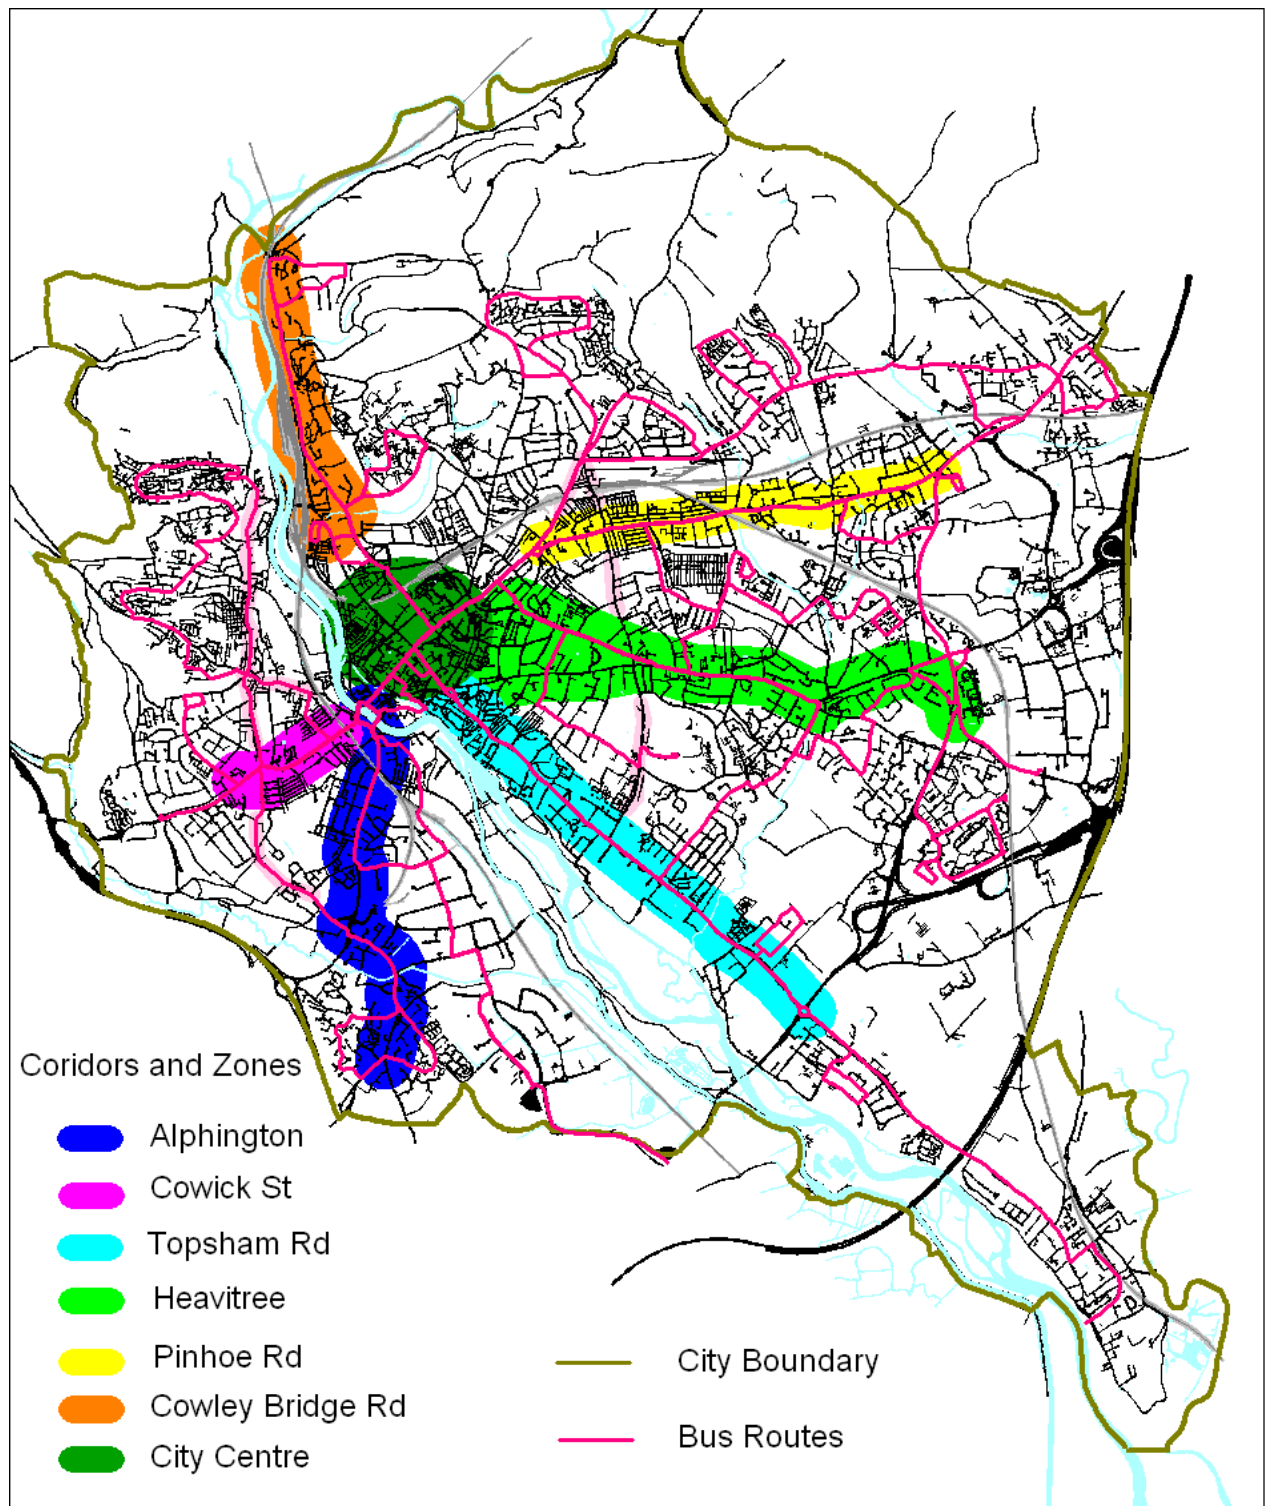 Coridors and Zones
Alphington
Cowick St
Topsham Rd
Heavitree
Pinhoe Rd
Cowley Bridge Rd
City Centre
City Boundary
Bus Routes